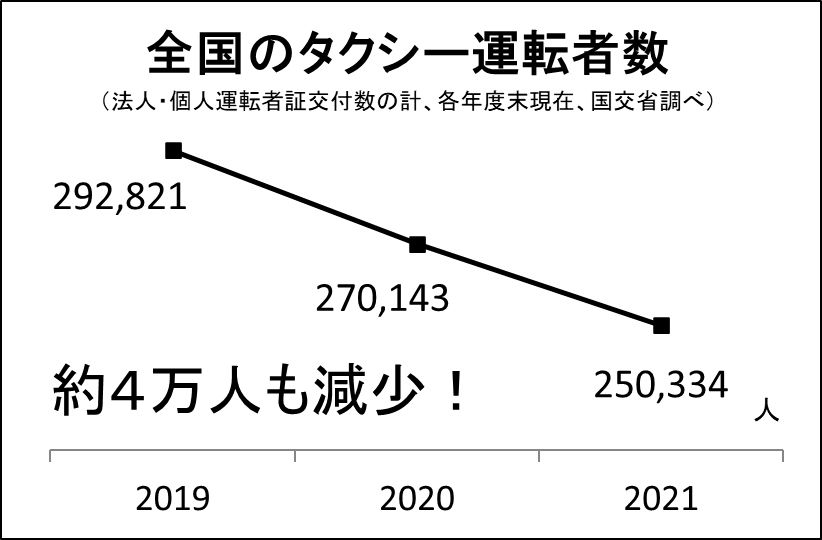 全国のタクシー運転者数
（法人・個人運転者証交付数の計、各年度末現在、国交省調べ）
292,821
270,143
250,334
人
約４万人も減少！
2019
2020
2021